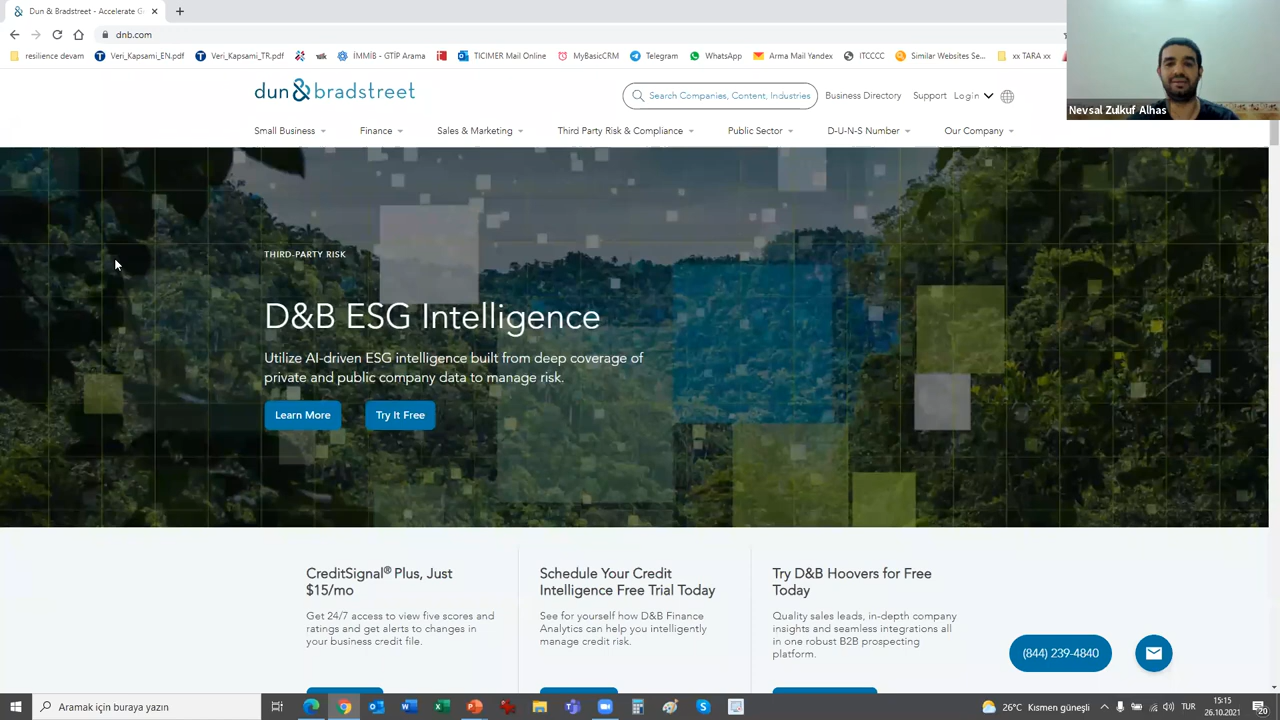 Dun & Bradstreet - Accelerate G
dnb.com
resilience devam
Veri_Kapsami_EN.pdf
Veri_Kapsami_TR.pdf
İMMİB - GTİP Arama
TICIMER Mail Online
MyBasicCRM
Telegram
WhatsApp
Arma Mail Yandex
ITCCCC
Similar Websites Se...
xx TARA xx
Nevsal Zulkuf Alhas
dun & bradstreet
Search Companies, Content, Industries
Business Directory
Support
Login
Small Business
Finance
Sales & Marketing
Third Party Risk & Compliance
Public Sector
D-U-N-S Number
Our Company
THIRD-PARTY RISK
D&B ESG Intelligence
Utilize AI-driven ESG intelligence built from deep coverage of
private and public company data to manage risk.
Learn More
Try It Free
CreditSignal® Plus, Just
$15/mo
Get 24/7 access to view five scores and
ratings and get alerts to changes in
your business credit file.
Schedule Your Credit
Intelligence Free Trial Today
See for yourself how D&B Finance
Analytics can help you intelligently
manage credit risk.
Try D&B Hoovers for Free
Today
Quality sales leads, in-depth company
insights and seamless integrations all
in one robust B2B prospecting
platform.
(844) 239-4840
Aramak için buraya yazın
26°C Kısmen güneşli
TUR
15:15
26.10.2021
20